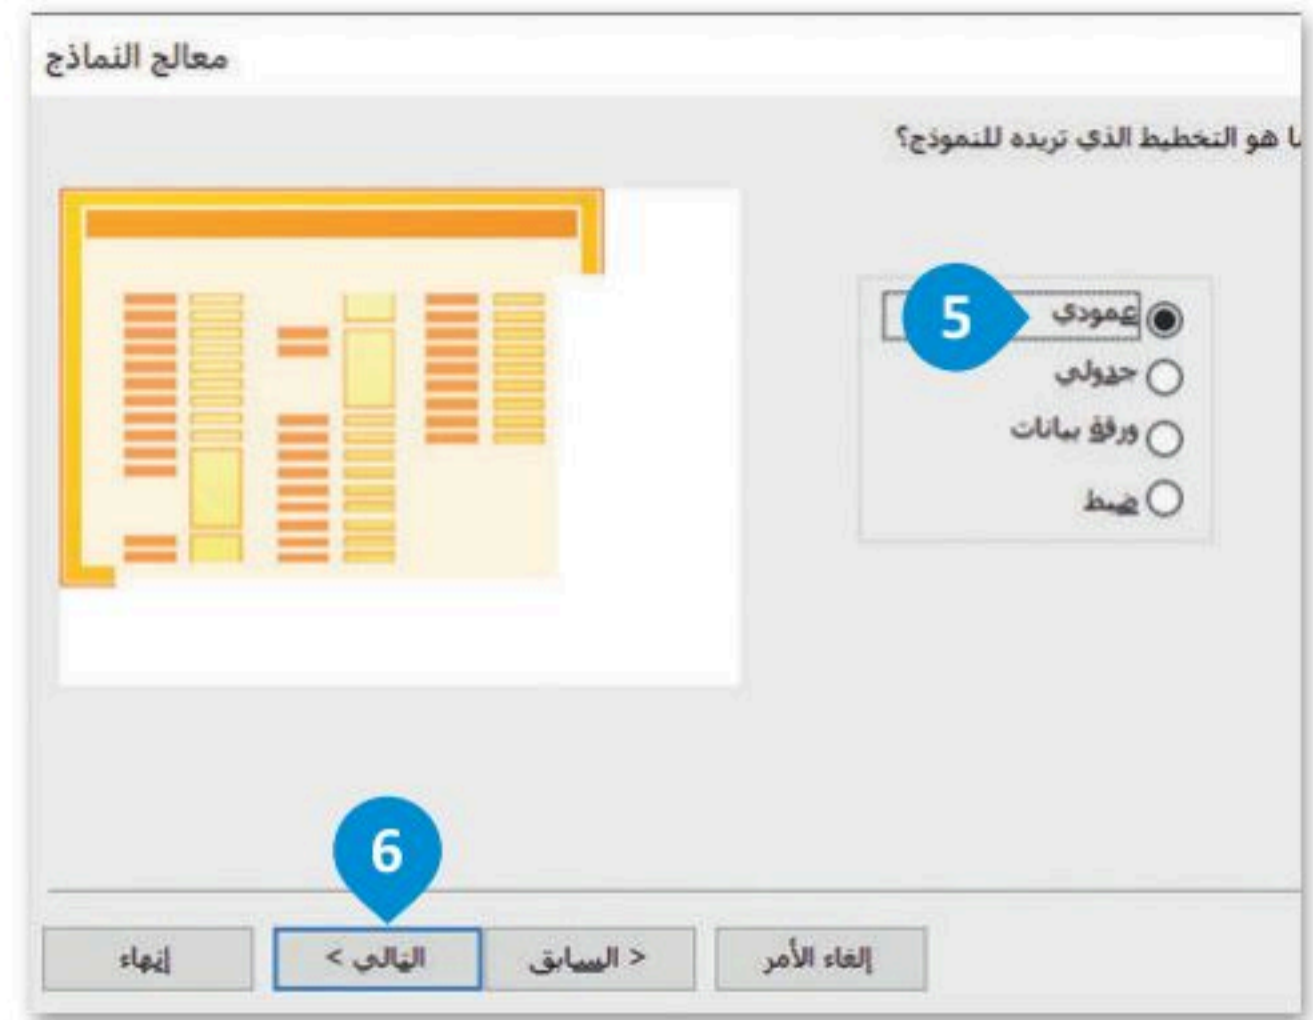 معالج النماذج
ا هو التخطيط الذي تريده للنموذج؟
5
عمودي
جدولي
ورقة بيانات
ضبط
6
إلغاء الأمر
< السابق
التالي >
إنهاء